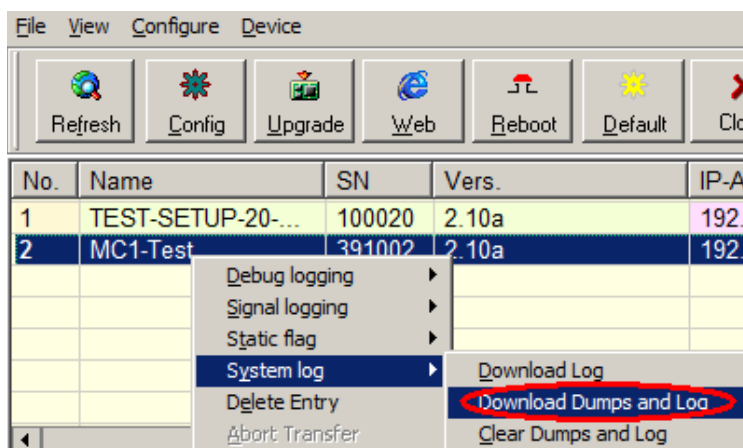 File View Configure Device
Refresh Config Upgrade Web Reboot Default
No. Name SN Vers. IP-A
1 TEST-SETUP-20-... 100020 2.10a 192.
2 MC1-Test 391002 2.10a 192.
Debug logging
Signal logging
Static flag
System log
Delete Entry
Abort Transfer
Download Log
Download Dumps and Log
Clear Dumps and Log